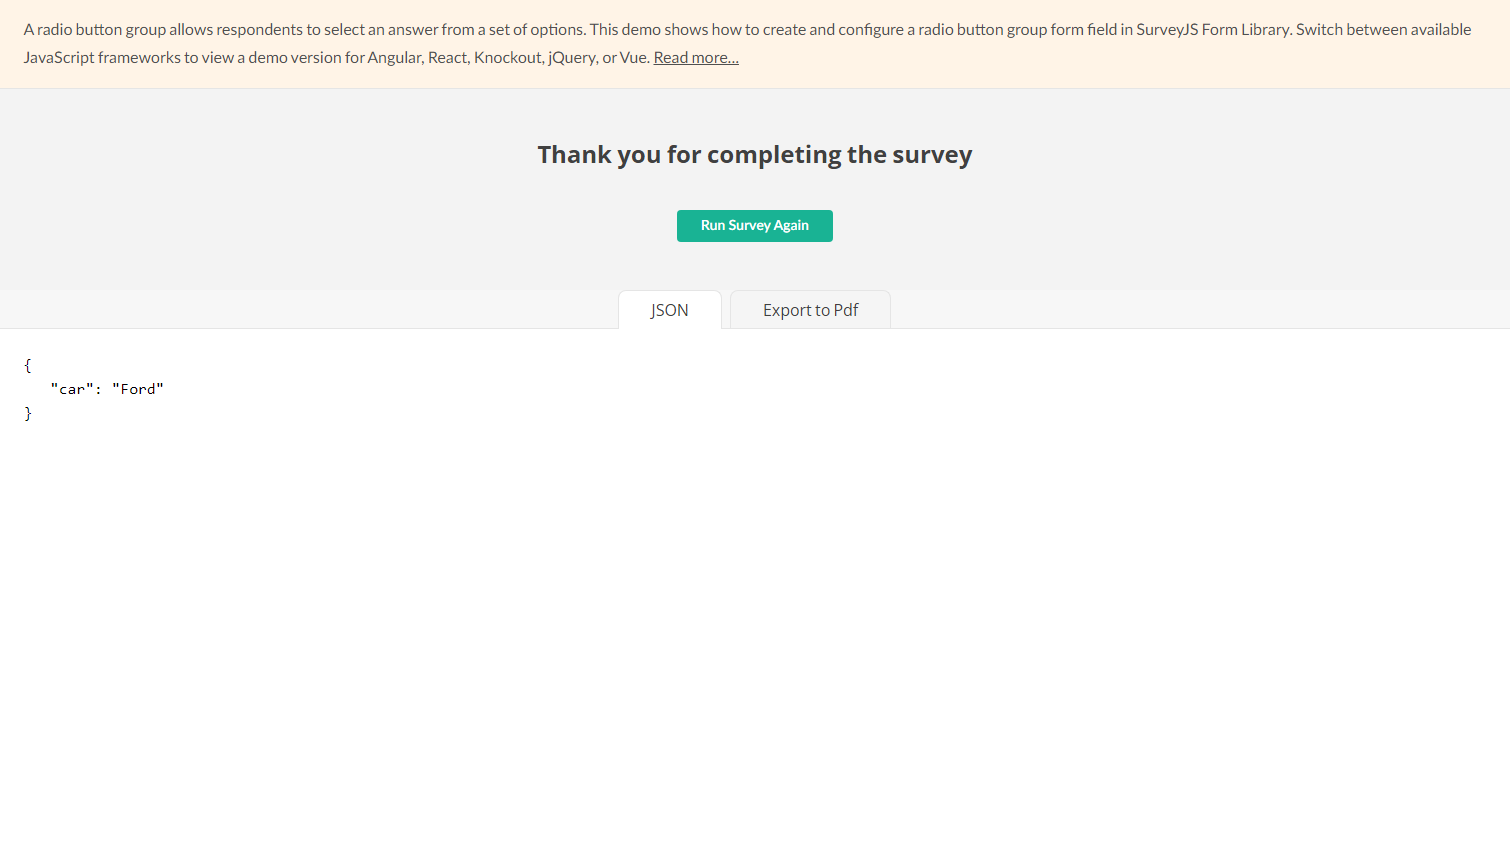 A radio button group allows respondents to select an answer from a set of options. This demo shows how to create and configure a radio button group form field in SurveyJS Form Library. Switch between available
JavaScript frameworks to view a demo version for Angular, React, Knockout, jQuery, or Vue. Read more...
Thank you for completing the survey
Run Survey Again
JSON
Export to Pdf
{
"car": "Ford"
}